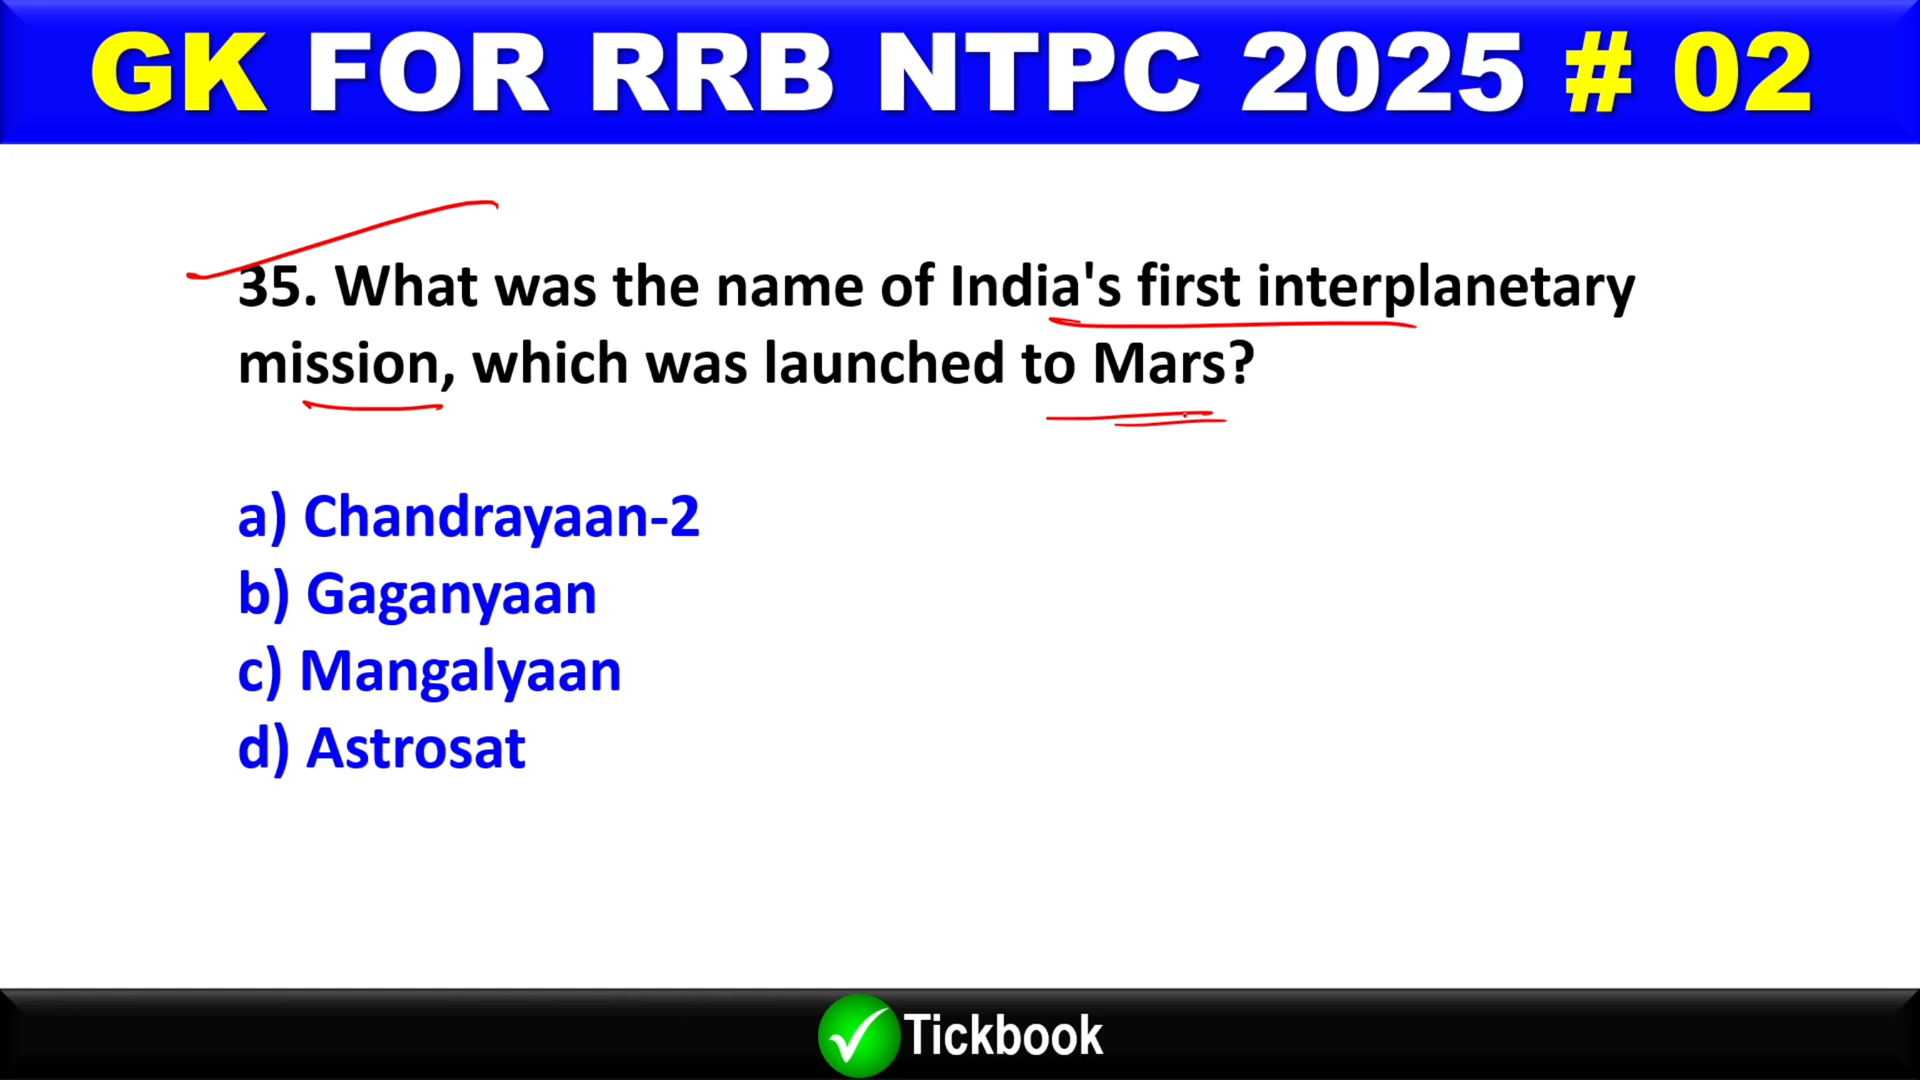 GK FOR RRB NTPC 2025 # 02
35. What was the name of India's first interplanetary
mission, which was launched to Mars?
a) Chandrayaan-2
b) Gaganyaan
c) Mangalyaan
d) Astrosat
Tickbook